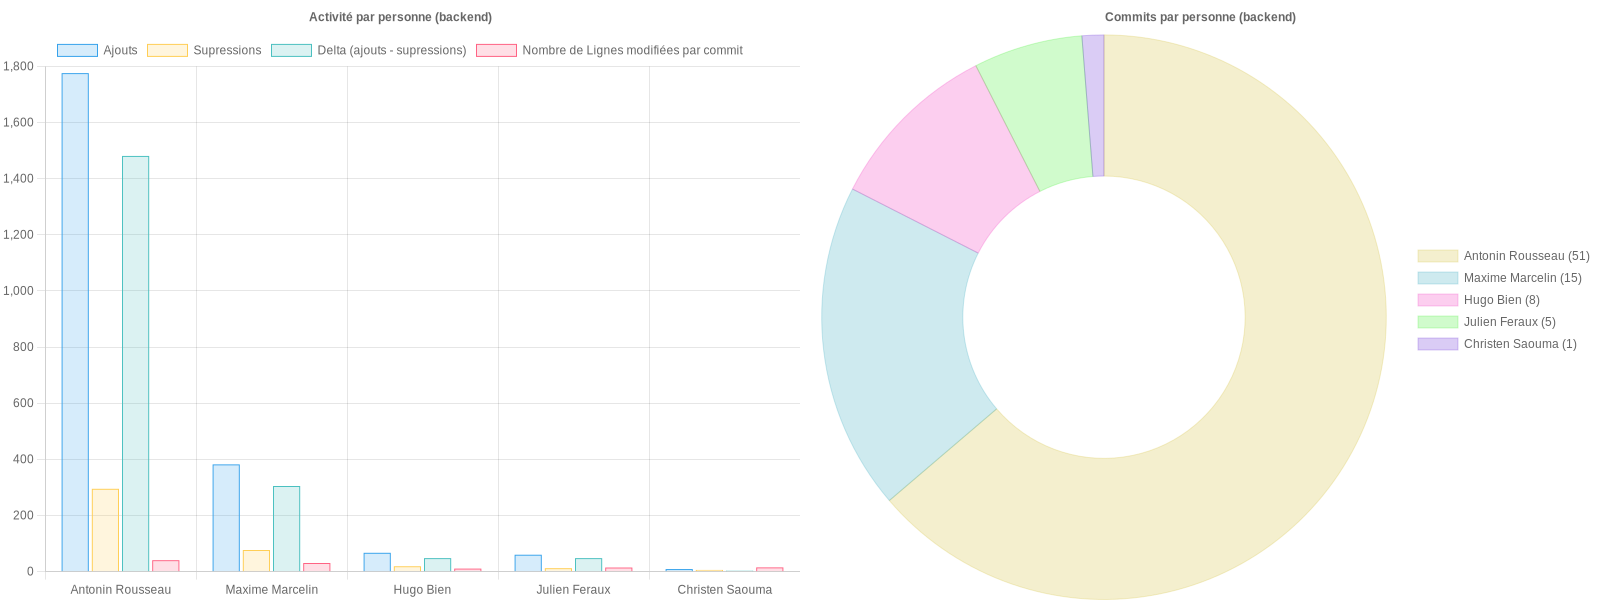 Activité par personne (backend)
Ajouts
Supressions
Delta (ajouts - supressions)
Nombre de Lignes modifiées par commit
1,800
1,600
1,400
1,200
1,000
800
600
400
200
0
Antonin Rousseau
Maxime Marcelin
Hugo Bien
Julien Feraux
Christen Saouma
Commits par personne (backend)
Antonin Rousseau (51)
Maxime Marcelin (15)
Hugo Bien (8)
Julien Feraux (5)
Christen Saouma (1)